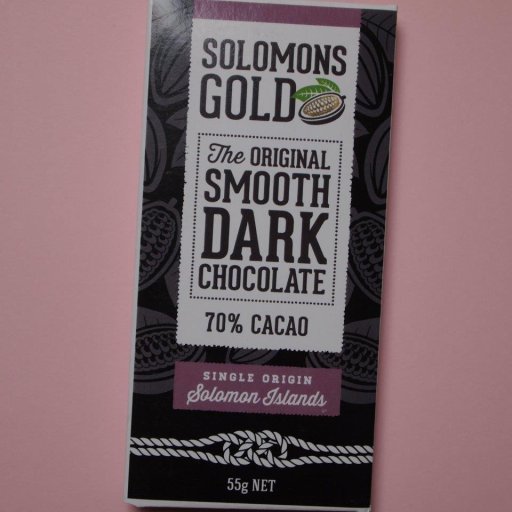 SOLOMONS
GOLD
The ORIGINAL
SMOOTH
DARK
CHOCOLATE
70% CACAO
SINGLE ORIGIN
Solomon Islands
55g NET